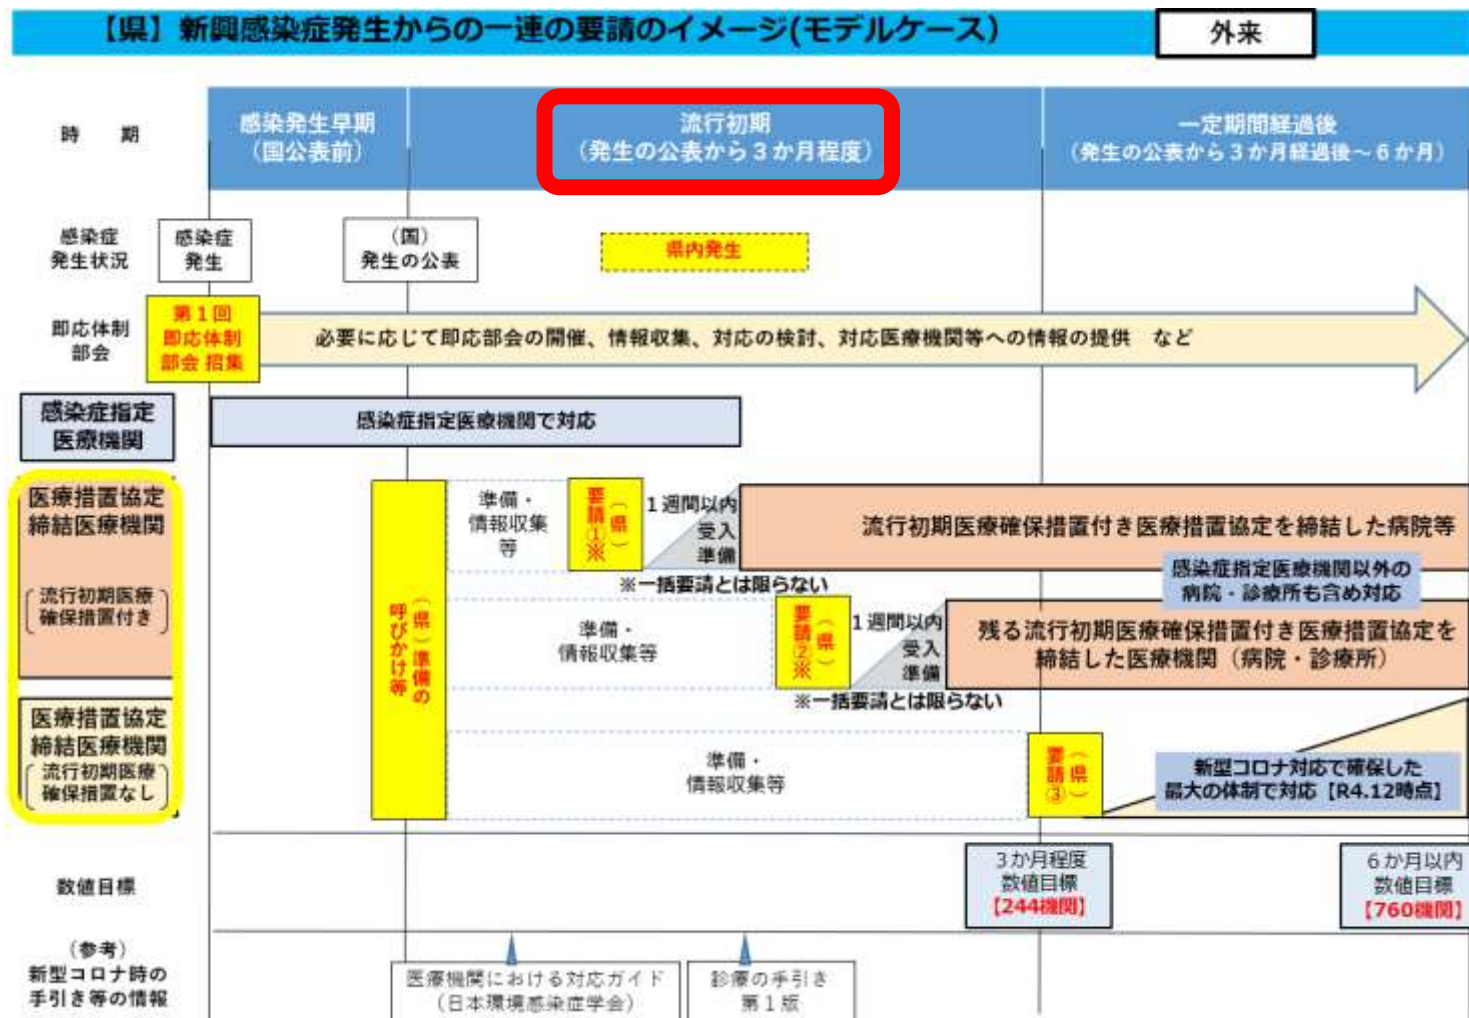 【県】新興感染症発生からの一連の要請のイメージ(モデルケース)
外来
時　期
感染発生早期
(国公表前)
流行初期
(発生の公表から３か月程度)
一定期間経過後
(発生の公表から３か月経過後～６か月)
感染症
発生状況
感染症
発生
(国)
発生の公表
県内発生
即応体制
部会
第１回
即応体制
部会 招集
必要に応じて即応部会の開催、情報収集、対応の検討、対応医療機関等への情報の提供　など
感染症指定
医療機関
感染症指定医療機関で対応
医療措置協定
締結医療機関
流行初期医療
確保措置付き
(県)準備の
呼びかけ等
準備・
情報収集
等
(県)
要請①※
１週間以内
受入
準備
流行初期医療確保措置付き医療措置協定を締結した病院等
※一括要請とは限らない
感染症指定医療機関以外の
病院・診療所も含め対応
準備・
情報収集等
(県)
要請②※
１週間以内
受入
準備
残る流行初期医療確保措置付き医療措置協定を
締結した医療機関（病院・診療所）
※一括要請とは限らない
医療措置協定
締結医療機関
流行初期医療
確保措置なし
準備・
情報収集等
(県)
要請③
新型コロナ対応で確保した
最大の体制で対応【R4.12時点】
数値目標
３か月程度
数値目標
【244機関】
６か月以内
数値目標
【760機関】
(参考)
新型コロナ時の
手引き等の情報
医療機関における対応ガイド
(日本環境感染症学会)
診療の手引き
第１版